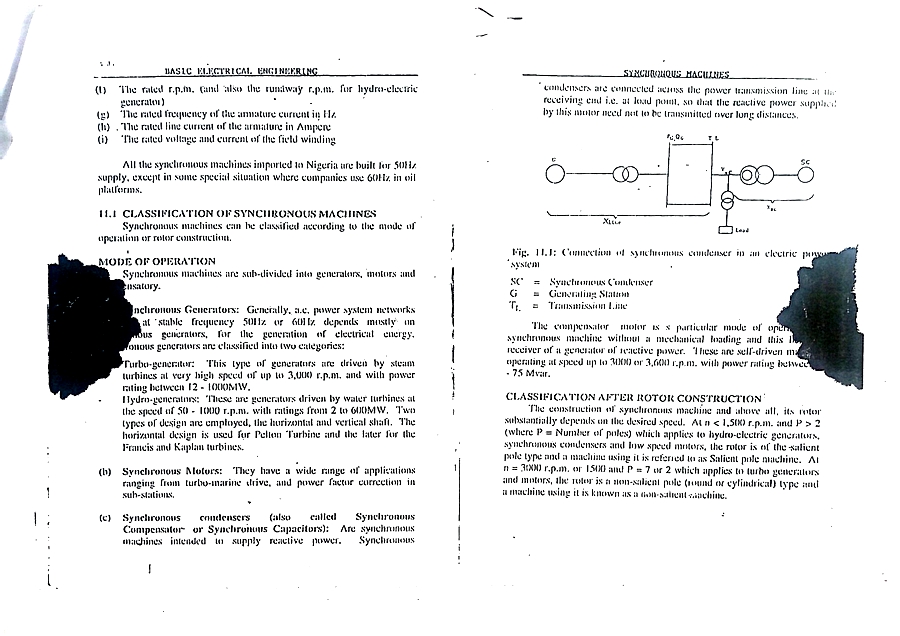 BASIC ELECTRICAL ENGINEERING
(f) The rated r.p.m. (and also the runaway r.p.m. for hydro-electric
generator)
(g) The rated frequency of the armature current in Hz
(h) The rated line current of the armature in Ampere
(i) The rated voltage and current of the field winding
All the synchronous machines imported to Nigeria are built for 50Hz
supply, except in some special situation where companies use 60Hz in oil
platforms.
11.1 CLASSIFICATION OF SYNCHRONOUS MACHINES
Synchronous machines can be classified according to the mode of
operation or rotor construction.
MODE OF OPERATION
Synchronous machines are sub-divided into generators, motors and
nsatory.
nchronous Generators: Generally, a.c. power system networks
at stable frequency 50Hz or 60Hz depends mostly on
nous generators, for the generation of electrical energy.
ronous generators are classified into two categories:
Turbo-generator: This type of generators are driven by steam
turbines at very high speed of up to 3,000 r.p.m. and with power
rating between 12 - 1000MW.
- Hydro-generators: These are generators driven by water turbines at
the speed of 50 - 1000 r.p.m. with ratings from 2 to 600MW. Two
types of design are employed, the horizontal and vertical shaft. The
horizontal design is used for Pelton Turbine and the later for the
Francis and Kaplan turbines.
(b) Synchronous Motors: They have a wide range of applications
ranging from turbo-marine drive, and power factor correction in
sub-stations.
(c) Synchronous condensers (also called Synchronous
Compensator or Synchronous Capacitors): Are synchronous
machines intended to supply reactive power. Synchronous
SYNCHRONOUS MACHINES
condensers are connected across the power transmission line at the
receiving end i.e. at load point, so that the reactive power supplied
by this motor need not to be transmitted over long distances.
T.L
G
SC
Load
Fig. 11.1: Connection of synchronous condenser in an electric power
system
SC = Synchronous Condenser
G = Generating Station
TL = Transmission Line
The compensator motor is s particular mode of oper
synchronous machine without a mechanical loading and this
receiver of a generator of reactive power. These are self-driven
operating at speed up to 3000 or 3,600 r.p.m. with power rating betwee
- 75 Mvar.
CLASSIFICATION AFTER ROTOR CONSTRUCTION
The construction of synchronous machine and above all, its rotor
substantially depends on the desired speed. At n < 1,500 r.p.m. and P > 2
(where P = Number of poles) which applies to hydro-electric generators,
synchronous condensers and low speed motors, the rotor is of the salient
pole type and a machine using it is referred to as Salient pole machine. At
n = 3000 r.p.m. or 1500 and P = 7 or 2 which applies to turbo generators
and motors, the rotor is a non-salient pole (round or cylindrical) type and
a machine using it is known as a non-salient machine.